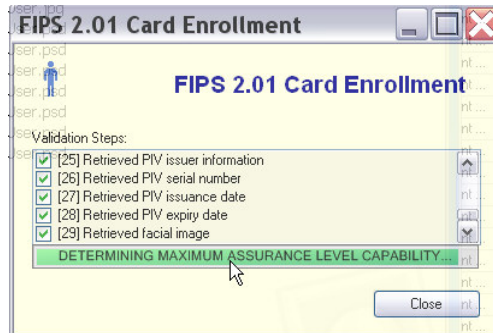 FIPS 2.01 Card Enrollment
FIPS 2.01 Card Enrollment
Validation Steps:
[25] Retrieved PIV issuer information
[26] Retrieved PIV serial number
[27] Retrieved PIV issuance date
[28] Retrieved PIV expiry date
[29] Retrieved facial image
DETERMINING MAXIMUM ASSURANCE LEVEL CAPABILITY...
Close